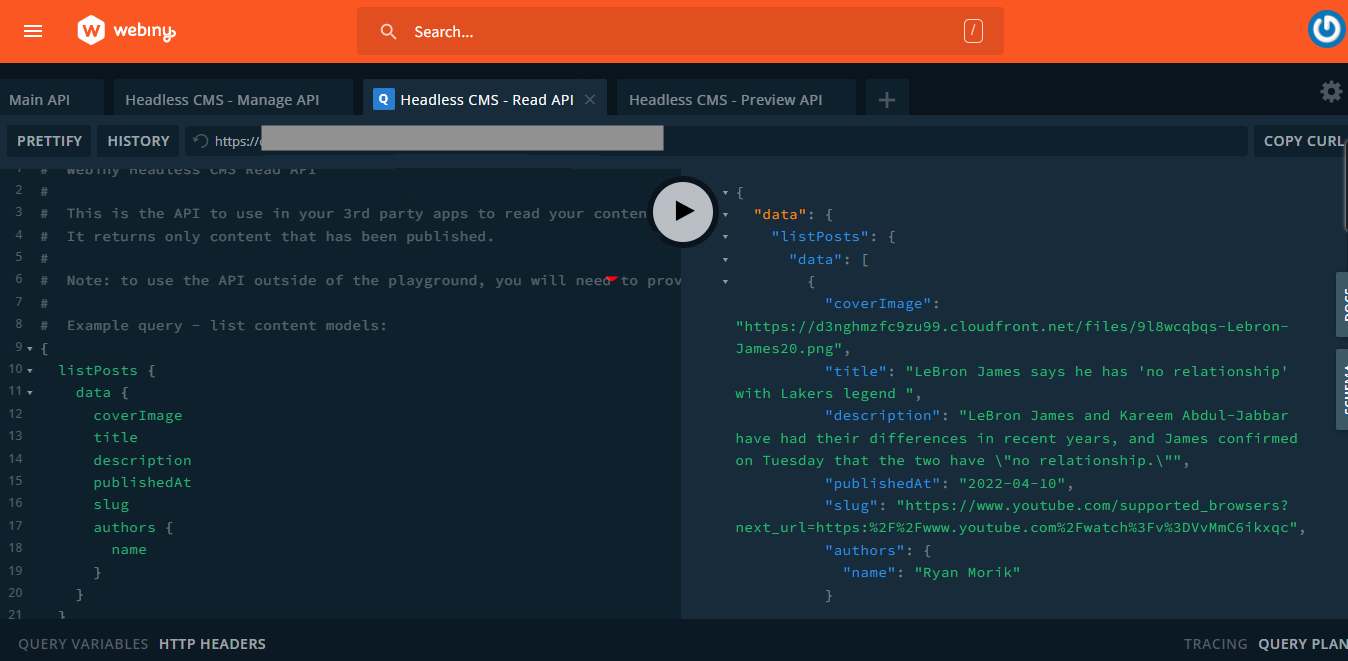 webiny
Search...
/
Main API
Headless CMS - Manage API
Q Headless CMS - Read API
Headless CMS - Preview API
PRETTIFY
HISTORY
https://
COPY CURL
1 # Webiny Headless CMS Read API
2 #
3 # This is the API to use in your 3rd party apps to read your conten
4 # It returns only content that has been published.
5 #
6 # Note: to use the API outside of the playground, you will need to prov
7 #
8 # Example query - list content models:
9 {
10 listPosts {
11 data {
12 coverImage
13 title
14 description
15 publishedAt
16 slug
17 authors {
18 name
19 }
20 }
21 }
{
"data": {
"listPosts": {
"data": [
{
"coverImage":
"https://d3nghmzfc9zu99.cloudfront.net/files/9l8wcqbqs-Lebron-
James20.png",
"title": "LeBron James says he has 'no relationship'
with Lakers legend ",
"description": "LeBron James and Kareem Abdul-Jabbar
have had their differences in recent years, and James confirmed
on Tuesday that the two have \"no relationship.\"",
"publishedAt": "2022-04-10",
"slug": "https://www.youtube.com/supported_browsers?
next_url=https:%2F%2Fwww.youtube.com%2Fwatch%3Fv%3DVvMmC6ikxqc",
"authors": {
"name": "Ryan Morik"
}
DOCS
SCHEMA
QUERY VARIABLES HTTP HEADERS
TRACING QUERY PLAN